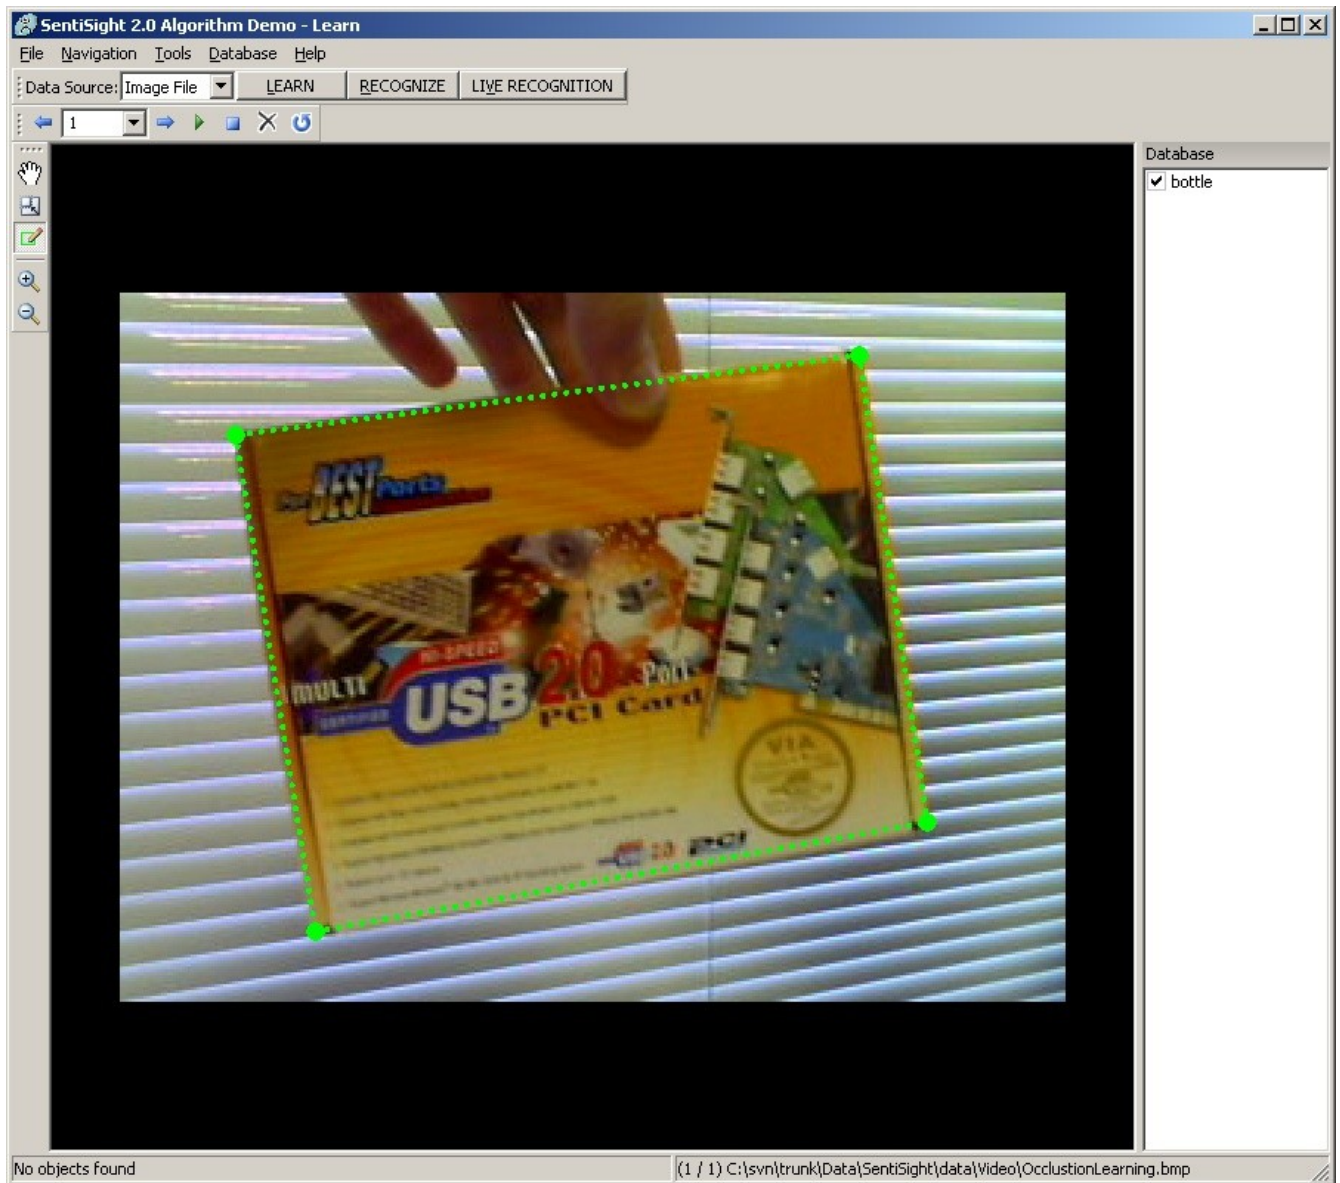 SentiSight 2.0 Algorithm Demo - Learn
File Navigation Tools Database Help
Data Source: Image File LEARN RECOGNIZE LIVE RECOGNITION
1
Database
bottle
BEST Ports
HI-SPEED
MULTI
CERTIFIED
USB 2.0 Port
PCI Card
VIA
PCI
No objects found
(1 / 1) C:\svn\trunk\Data\SentiSight\data\Video\OcclustionLearning.bmp